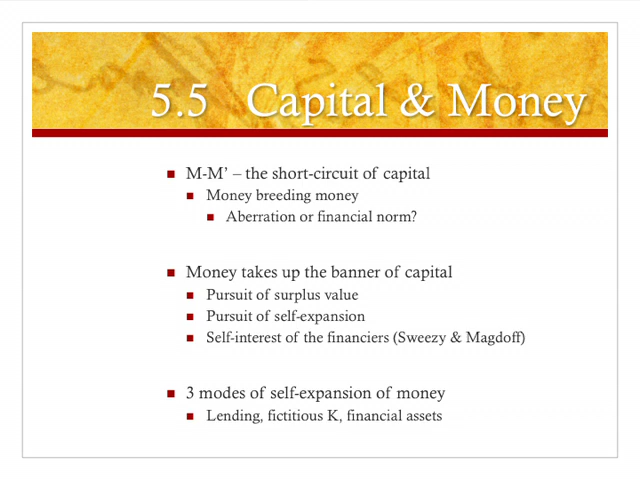 5.5 Capital & Money
M-M’ – the short-circuit of capital
Money breeding money
Aberration or financial norm?
Money takes up the banner of capital
Pursuit of surplus value
Pursuit of self-expansion
Self-interest of the financiers (Sweezy & Magdoff)
3 modes of self-expansion of money
Lending, fictitious K, financial assets